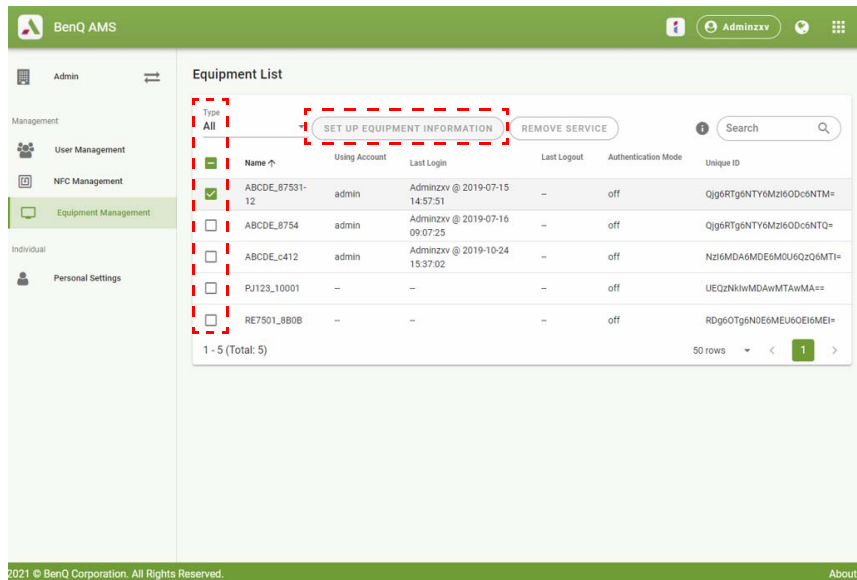 BenQ AMS
Adminzxv
Admin
Management
User Management
NFC Management
Equipment Management
Individual
Personal Settings
Equipment List
Type
All
SET UP EQUIPMENT INFORMATION
REMOVE SERVICE
Search
Name Using Account Last Login Last Logout Authentication Mode Unique ID
ABCDE_87531-
12 admin Adminzxv @ 2019-07-15
14:57:51 – off Qjg6RTg6NTY6MzI6ODc6NTM=
ABCDE_8754 admin Adminzxv @ 2019-07-16
09:07:25 – off Qjg6RTg6NTY6MzI6ODc6NTQ=
ABCDE_c412 admin Adminzxv @ 2019-10-24
15:37:02 – off NzI6MDA6MDE6M0U6QzQ6MTI=
PJ123_10001 – – – off UEQzNkIwMDAwMTAwMA==
RE7501_8B0B – – – off RDg6OTg6N0E6MEU6OEI6MEI=
1 - 5 (Total: 5)
50 rows
1
2021 © BenQ Corporation. All Rights Reserved.
About